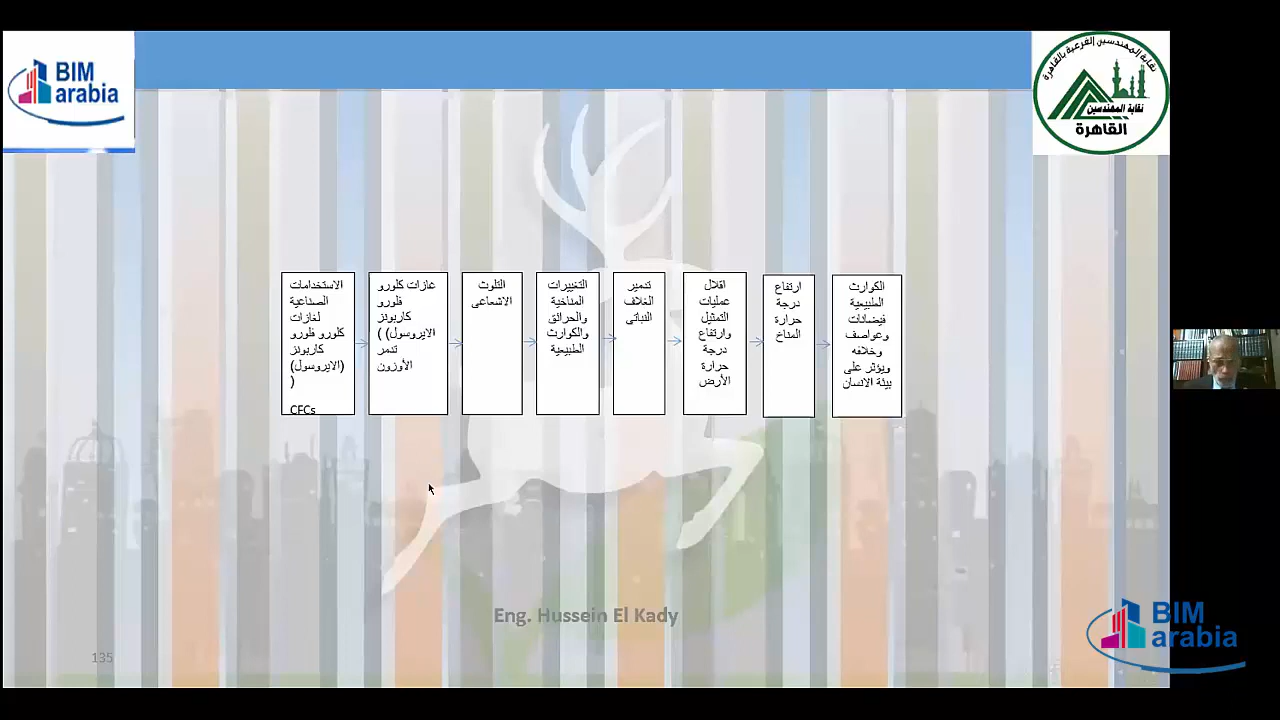 BIM
arabia
نقابة المهندسين الفرعية بالقاهرة
نقابة المهندسين
القاهرة
الاستخدامات
الصناعية
لغازات
كلورو فلورو
كاربونز
(الايروسول)
(
CFCs
غازات كلورو
فلورو
كاربونز
( (الايروسول
تدمر
الأوزون
التلوث
الاشعاعى
التغييرات
المناخية
والحرائق
والكوارث
الطبيعية
تدمير
الغلاف
النباتى
اقلال
عمليات
التمثيل
وارتفاع
درجة
حرارة
الأرض
ارتفاع
درجة
حرارة
المناخ
الكوارث
الطبيعية
فيضانات
وعواصف
وخلافه
ويؤثر على
بيئة الانسان
Eng. Hussein El Kady
135
BIM
arabia